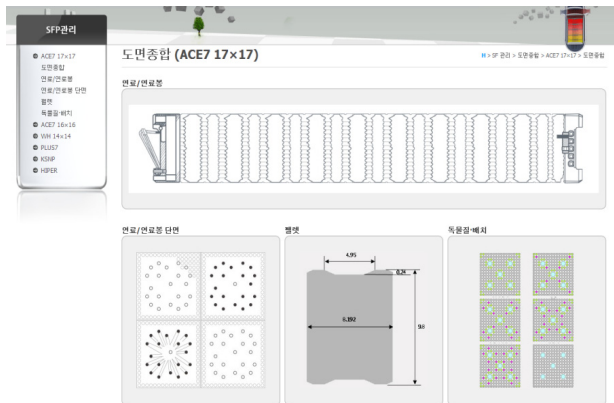 SFP관리
ACE7 17×17
도면종합
연료/연료봉
연료/연료봉 단면
펠렛
독물질·배치
ACE7 16×16
WH 14×14
PLUS7
KSNP
HIPER
도면종합 (ACE7 17×17)
H > SF 관리 > 도면종합 > ACE7 17×17 > 도면종합
연료/연료봉
연료/연료봉 단면
펠렛
독물질·배치
4.95
0.24
8.192
9.8